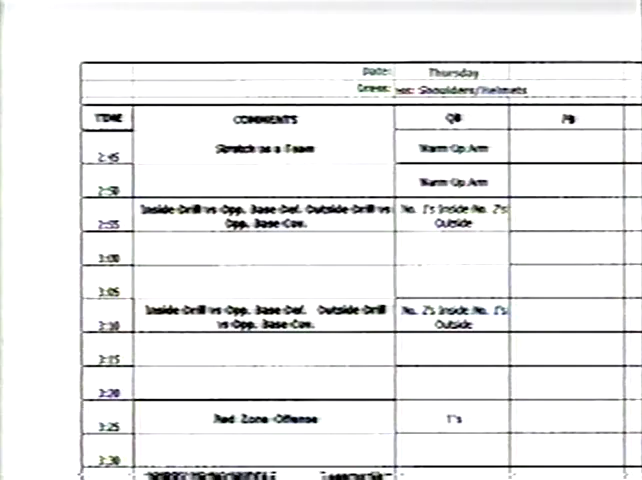 Date: Thursday
Dress: Shoulders/Helmets
TIME COMMENTS QB FB
2:45 Stretch as a Team Warm Up Arm
2:50 Warm Up Arm
Inside Drill vs Opp. Base Def. Outside Drill vs No. 1's Inside No. 2's
2:55 Opp. Base Cov. Outside
3:00
3:05
Inside Drill vs Opp. Base Def. Outside Drill No. 2's Inside No. 1's
3:10 vs Opp. Base Cov. Outside
3:15
3:20
3:25 Red Zone Offense 1's
3:30